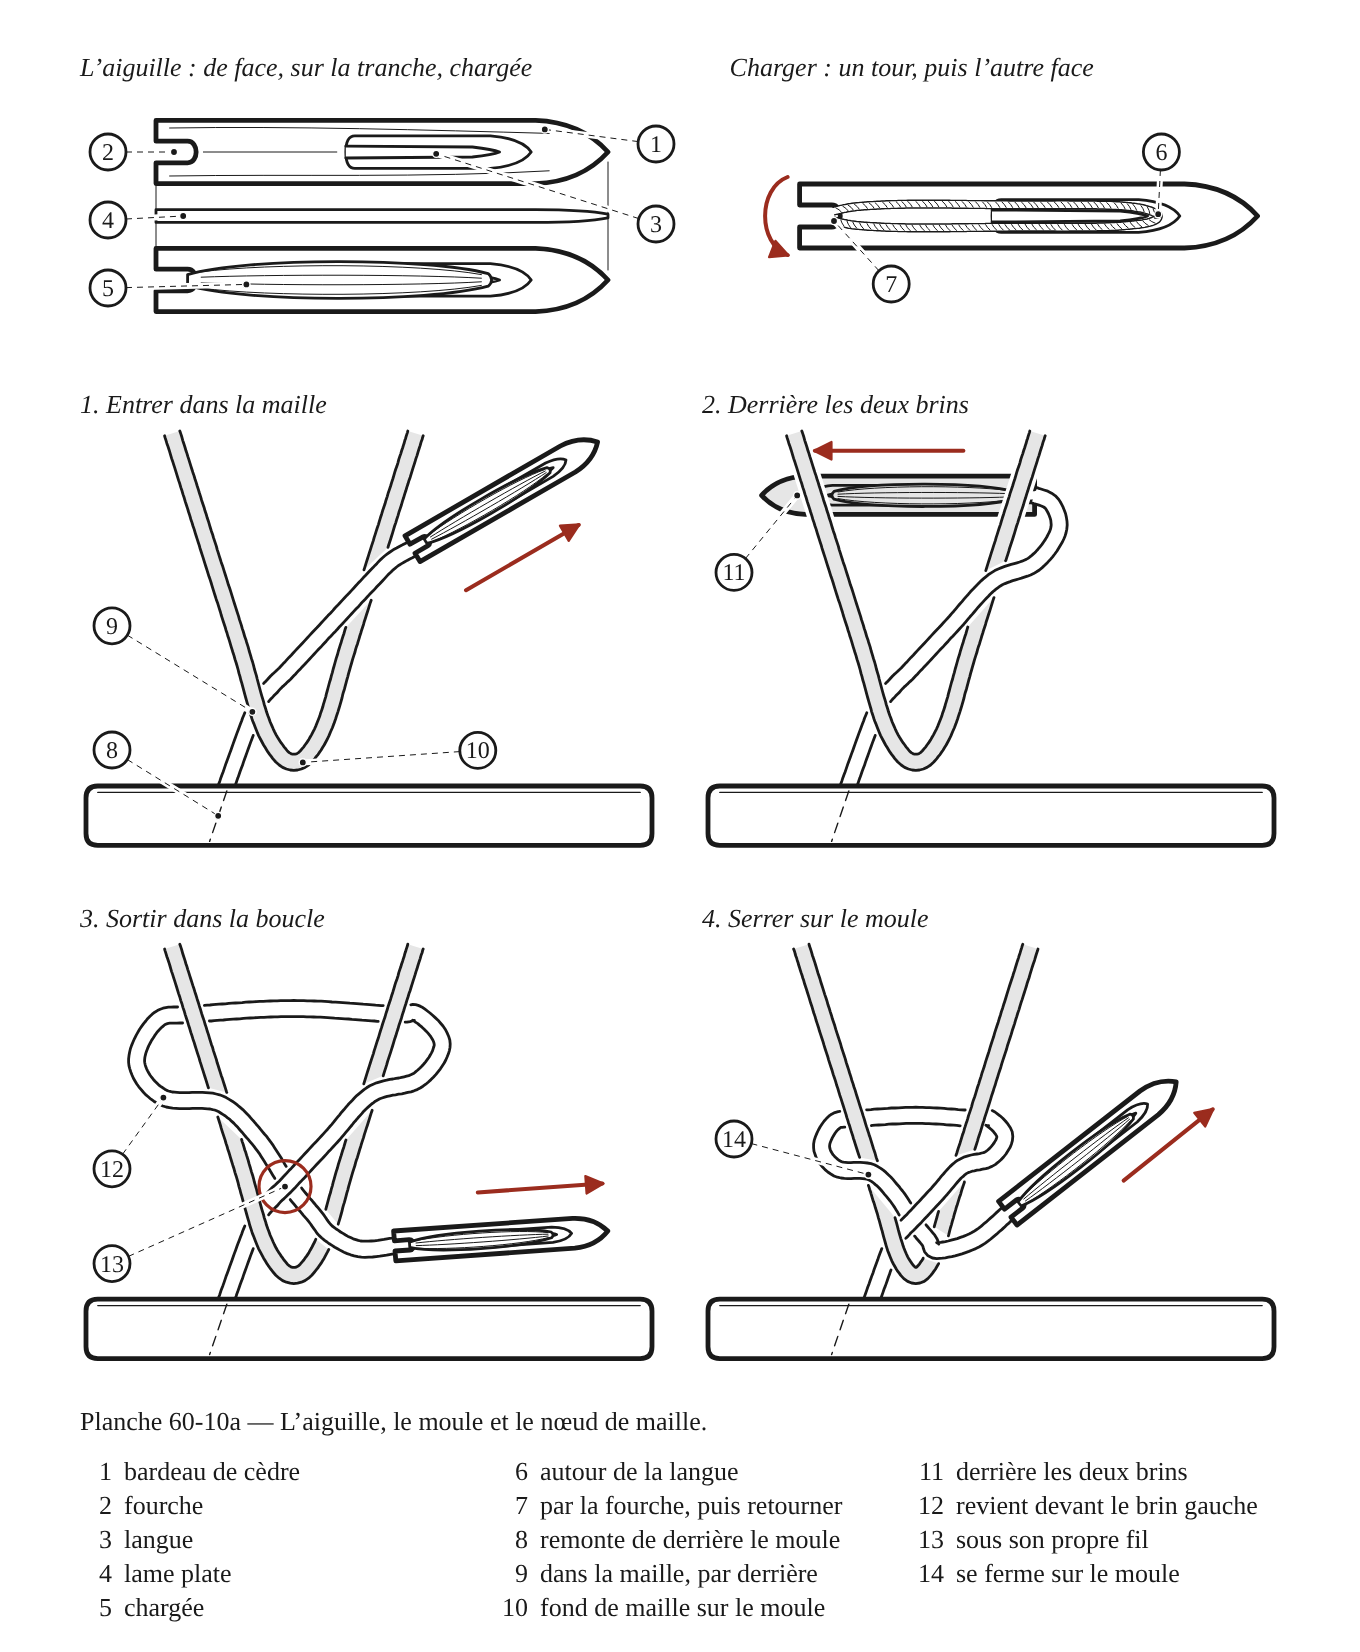 L’aiguille : de face, sur la tranche, chargée
Charger : un tour, puis l’autre face
1
2
3
4
5
6
7
1. Entrer dans la maille
2. Derrière les deux brins
9
8
10
11
3. Sortir dans la boucle
4. Serrer sur le moule
12
13
14
Planche 60-10a — L’aiguille, le moule et le nœud de maille.
1 bardeau de cèdre
2 fourche
3 langue
4 lame plate
5 chargée
6 autour de la langue
7 par la fourche, puis retourner
8 remonte de derrière le moule
9 dans la maille, par derrière
10 fond de maille sur le moule
11 derrière les deux brins
12 revient devant le brin gauche
13 sous son propre fil
14 se ferme sur le moule